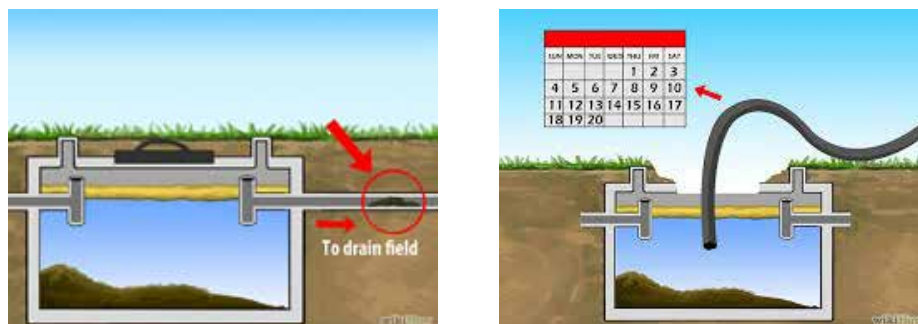 To drain field
SUN MON TUE WED THU FRI SAT
1 2 3
4 5 6 7 8 9 10
11 12 13 14 15 16 17
18 19 20